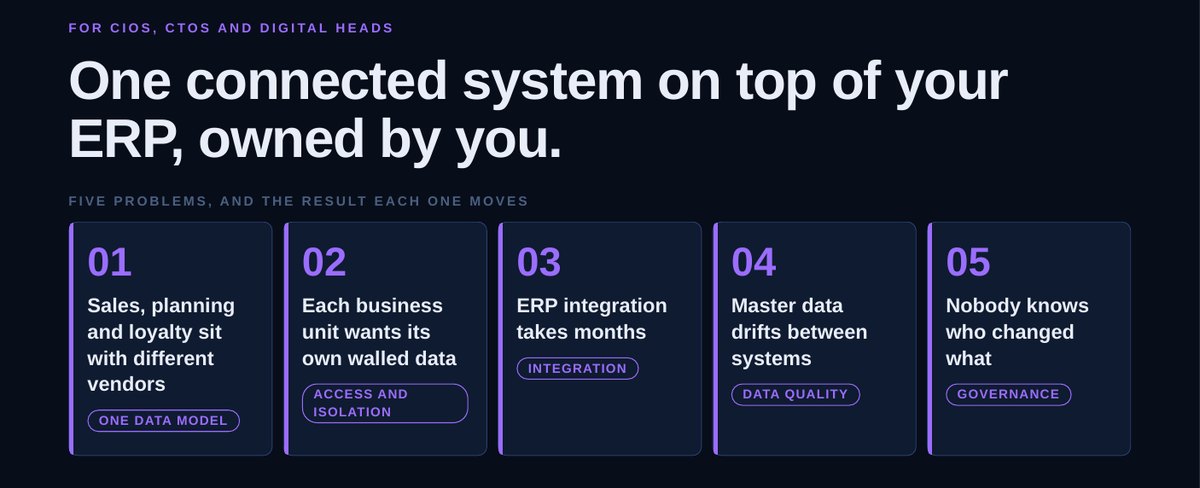 FOR CIOS, CTOS AND DIGITAL HEADS
One connected system on top of your
ERP, owned by you.
FIVE PROBLEMS, AND THE RESULT EACH ONE MOVES
01
Sales, planning
and loyalty sit
with different
vendors
ONE DATA MODEL
02
Each business
unit wants its
own walled data
ACCESS AND
ISOLATION
03
ERP integration
takes months
INTEGRATION
04
Master data
drifts between
systems
DATA QUALITY
05
Nobody knows
who changed
what
GOVERNANCE